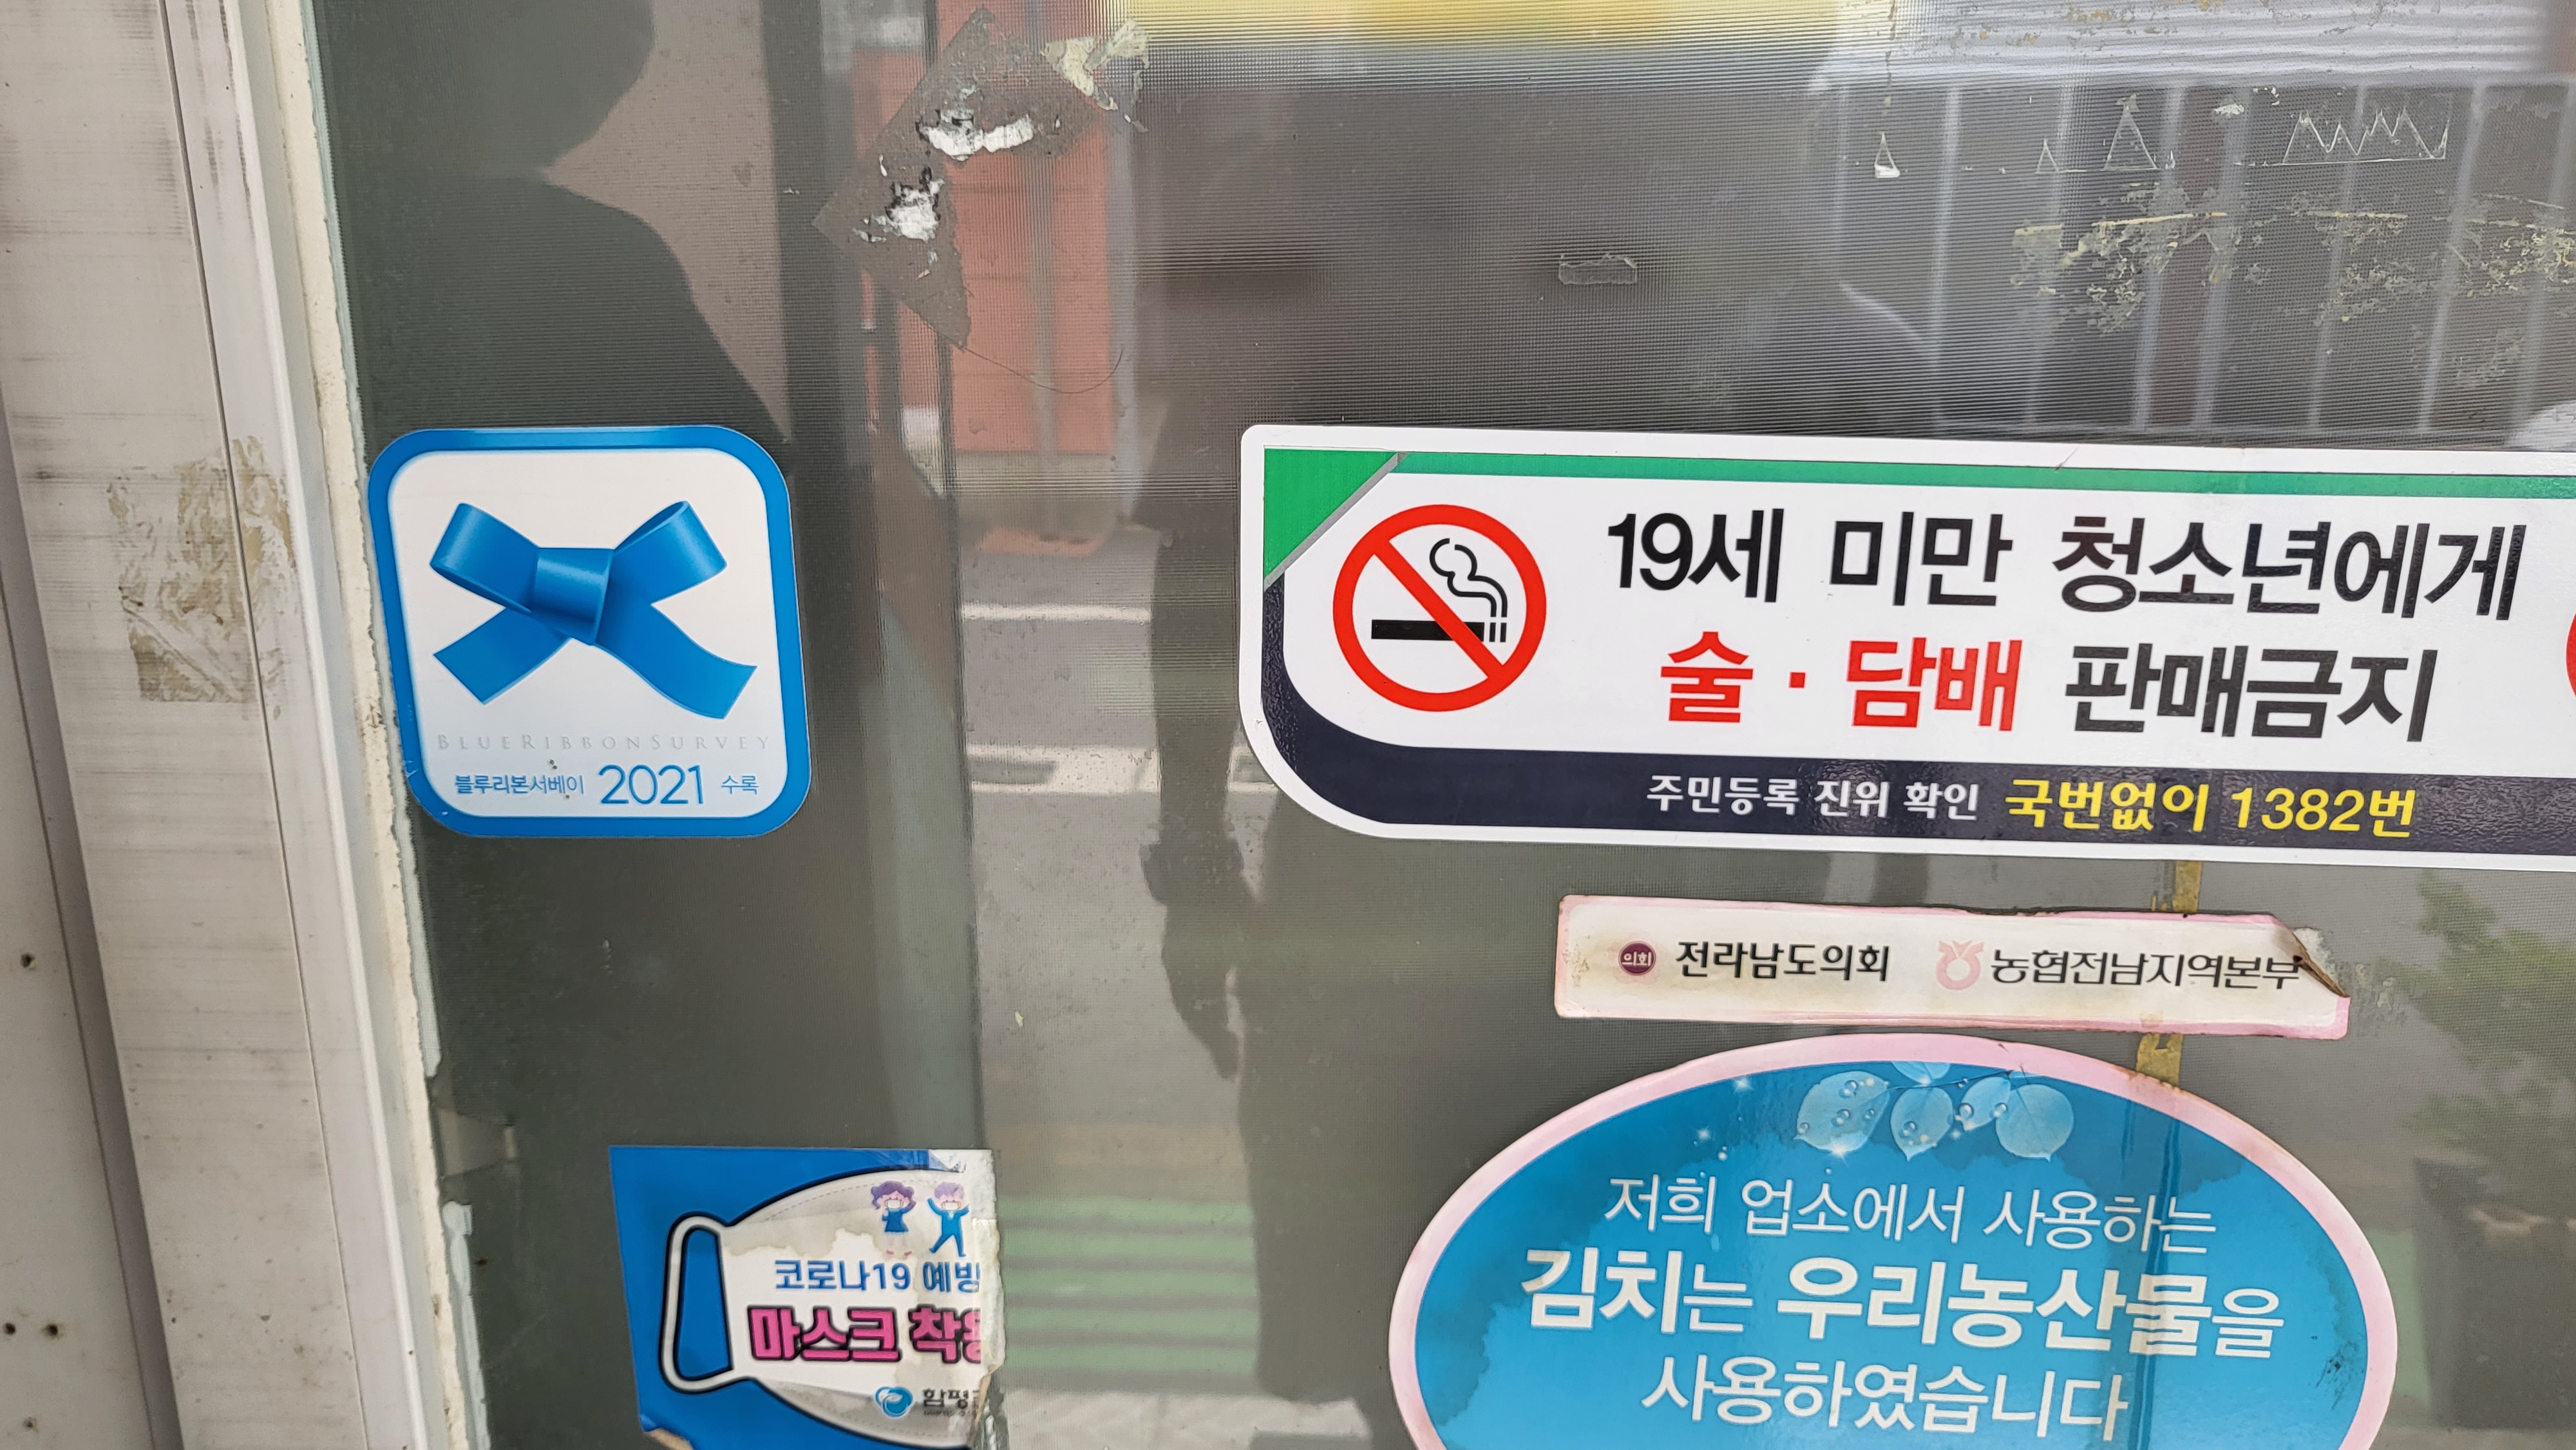 BLUERIBBONSURVEY
블루리본서베이 2021 수록
19세 미만 청소년에게
술 · 담배 판매금지
주민등록 진위 확인 국번없이 1382번
의회 전라남도의회 농협전남지역본부
저희 업소에서 사용하는
김치는 우리농산물을
사용하였습니다
코로나19 예방
마스크 착용
함평